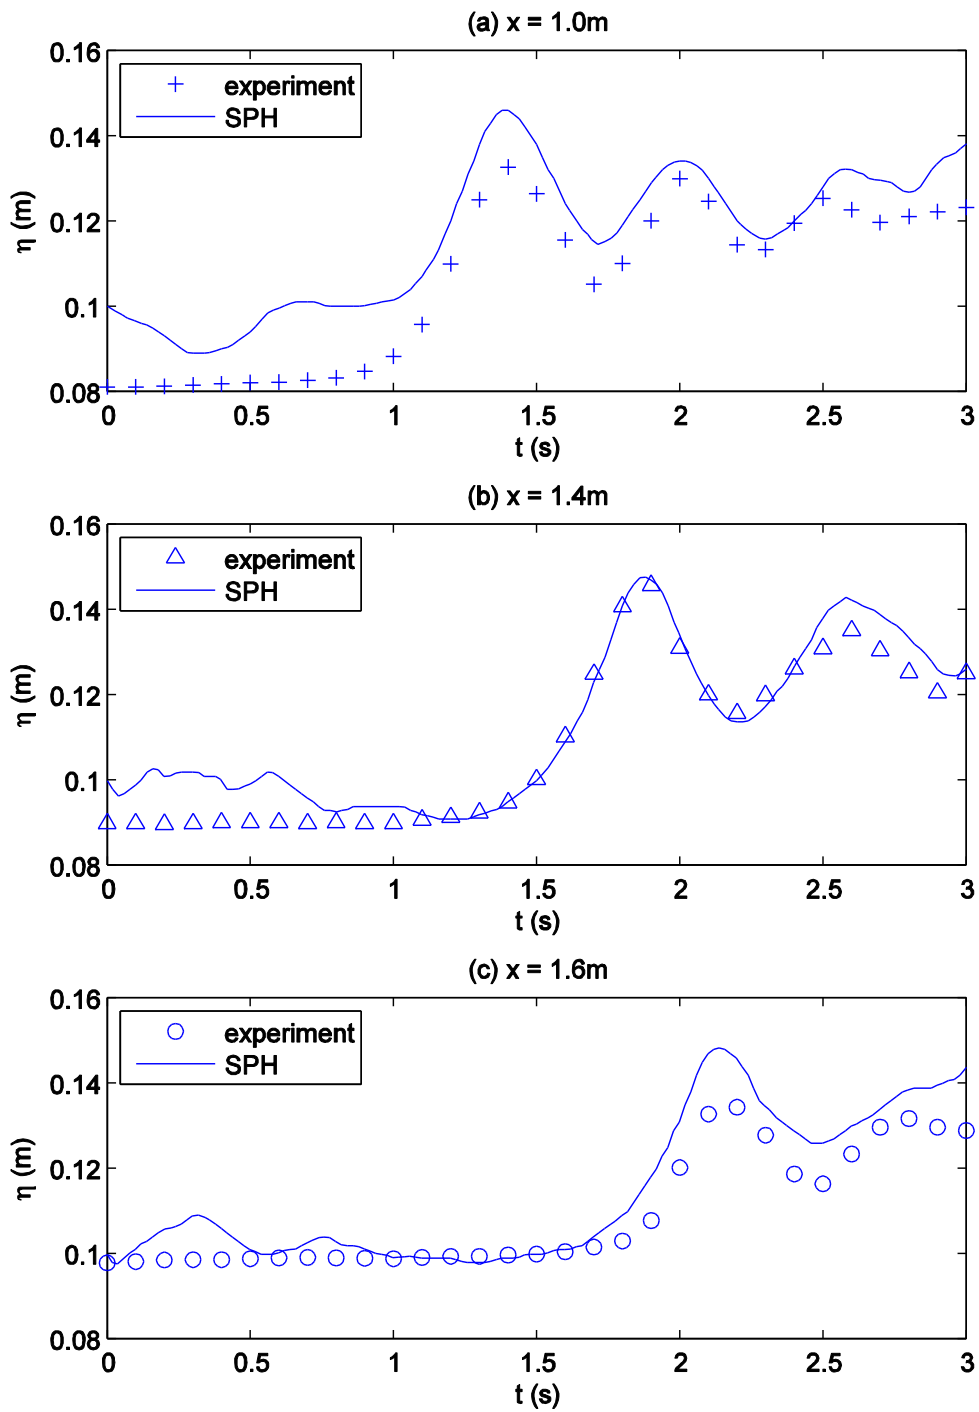 (a) x = 1.0m
0.16
experiment
SPH
0.14
η (m)
0.12
0.1
0.08
0 0.5 1 1.5 2 2.5 3
t (s)
(b) x = 1.4m
0.16
experiment
SPH
0.14
η (m)
0.12
0.1
0.08
0 0.5 1 1.5 2 2.5 3
t (s)
(c) x = 1.6m
0.16
experiment
SPH
0.14
η (m)
0.12
0.1
0.08
0 0.5 1 1.5 2 2.5 3
t (s)